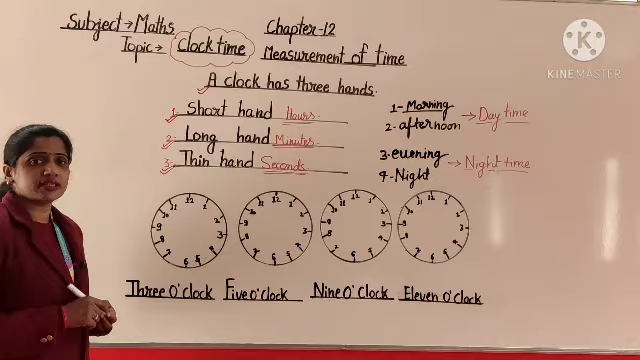 Subject → Maths
Chapter-12
Topic → Clock time
Measurement of time
A clock has three hands.
1- Short hand Hours.
2- Long hand Minutes.
3- Thin hand Seconds
1- Morning
2- afternoon
→ Day time
3- evening
4- Night
→ Night time
Three O'clock
Five O'clock
Nine O'clock
Eleven O'clock
KINEMASTER